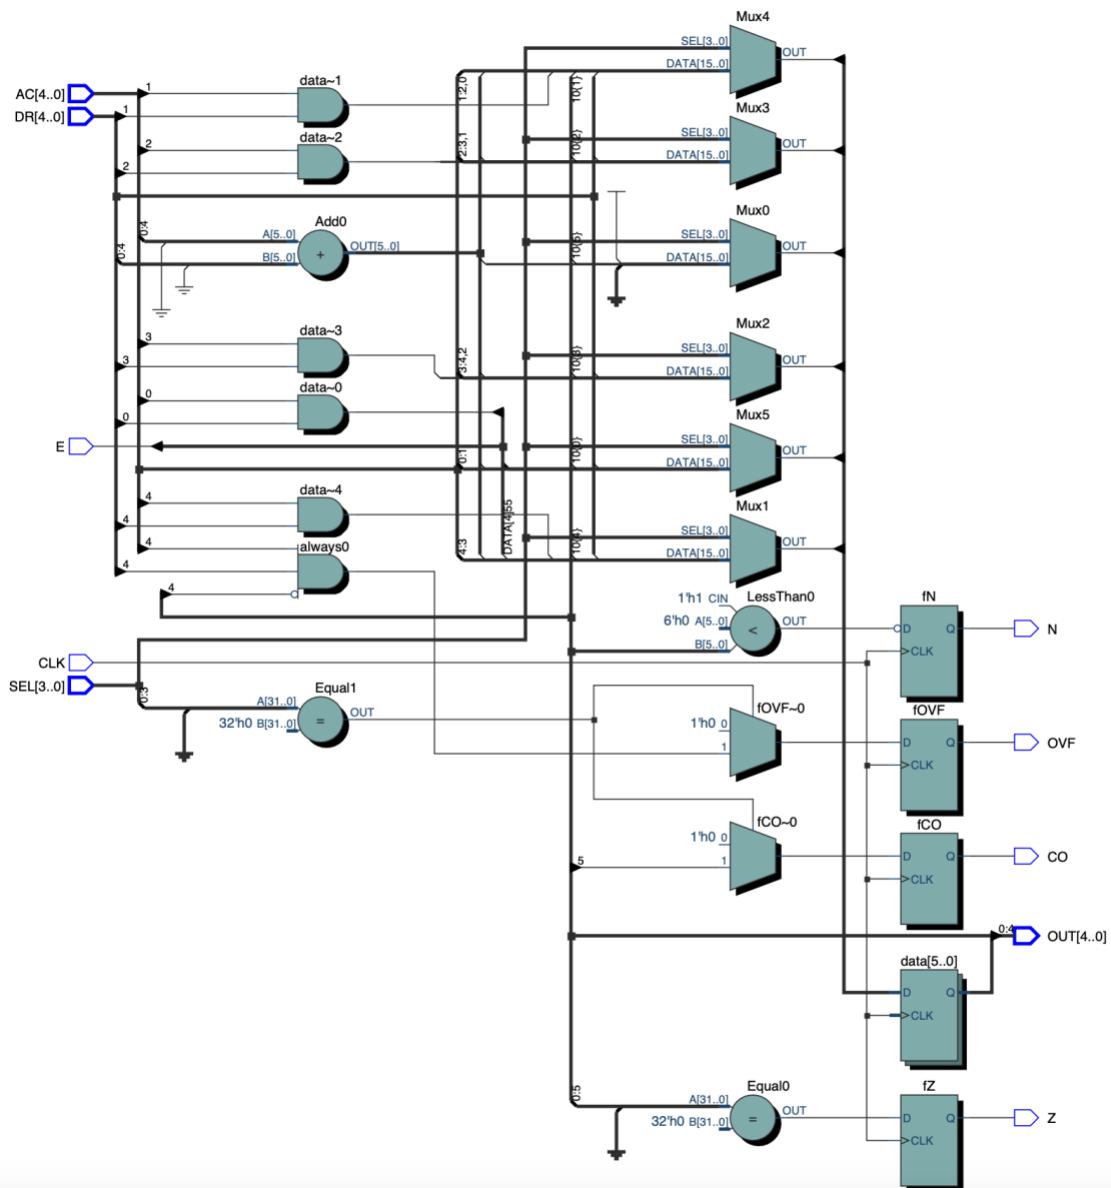 Mux4
SEL[3..0]
OUT
DATA[15..0]
data~1
AC[4..0]
1
1:2,0
10{1}
DR[4..0]
1
Mux3
data~2
SEL[3..0]
OUT
2
2:3,1
10{2}
DATA[15..0]
2
Mux0
Add0
0:4
A[5..0]
SEL[3..0]
OUT
0:4
OUT[5..0]
+
B[5..0]
10{5}
DATA[15..0]
Mux2
data~3
3
SEL[3..0]
OUT
3
3:4,2
10{3}
DATA[15..0]
data~0
0
Mux5
0
E
SEL[3..0]
OUT
0:1
10{0}
DATA[15..0]
data~4
4
Mux1
4
DATA[4]55
SEL[3..0]
OUT
4
always0
4:3
10{4}
DATA[15..0]
4
4
1'h1 CIN
LessThan0
fN
6'h0 A[5..0]
<
OUT
D
Q
N
B[5..0]
CLK
CLK
SEL[3..0]
0:3
Equal1
A[31..0]
=
OUT
32'h0 B[31..0]
fOVF~0
fOVF
1'h0 0
1
D
Q
OVF
CLK
fCO~0
fCO
1'h0 0
5
1
D
Q
CO
CLK
0:4
OUT[4..0]
data[5..0]
D
Q
CLK
0:5
Equal0
fZ
A[31..0]
=
OUT
32'h0 B[31..0]
D
Q
Z
CLK